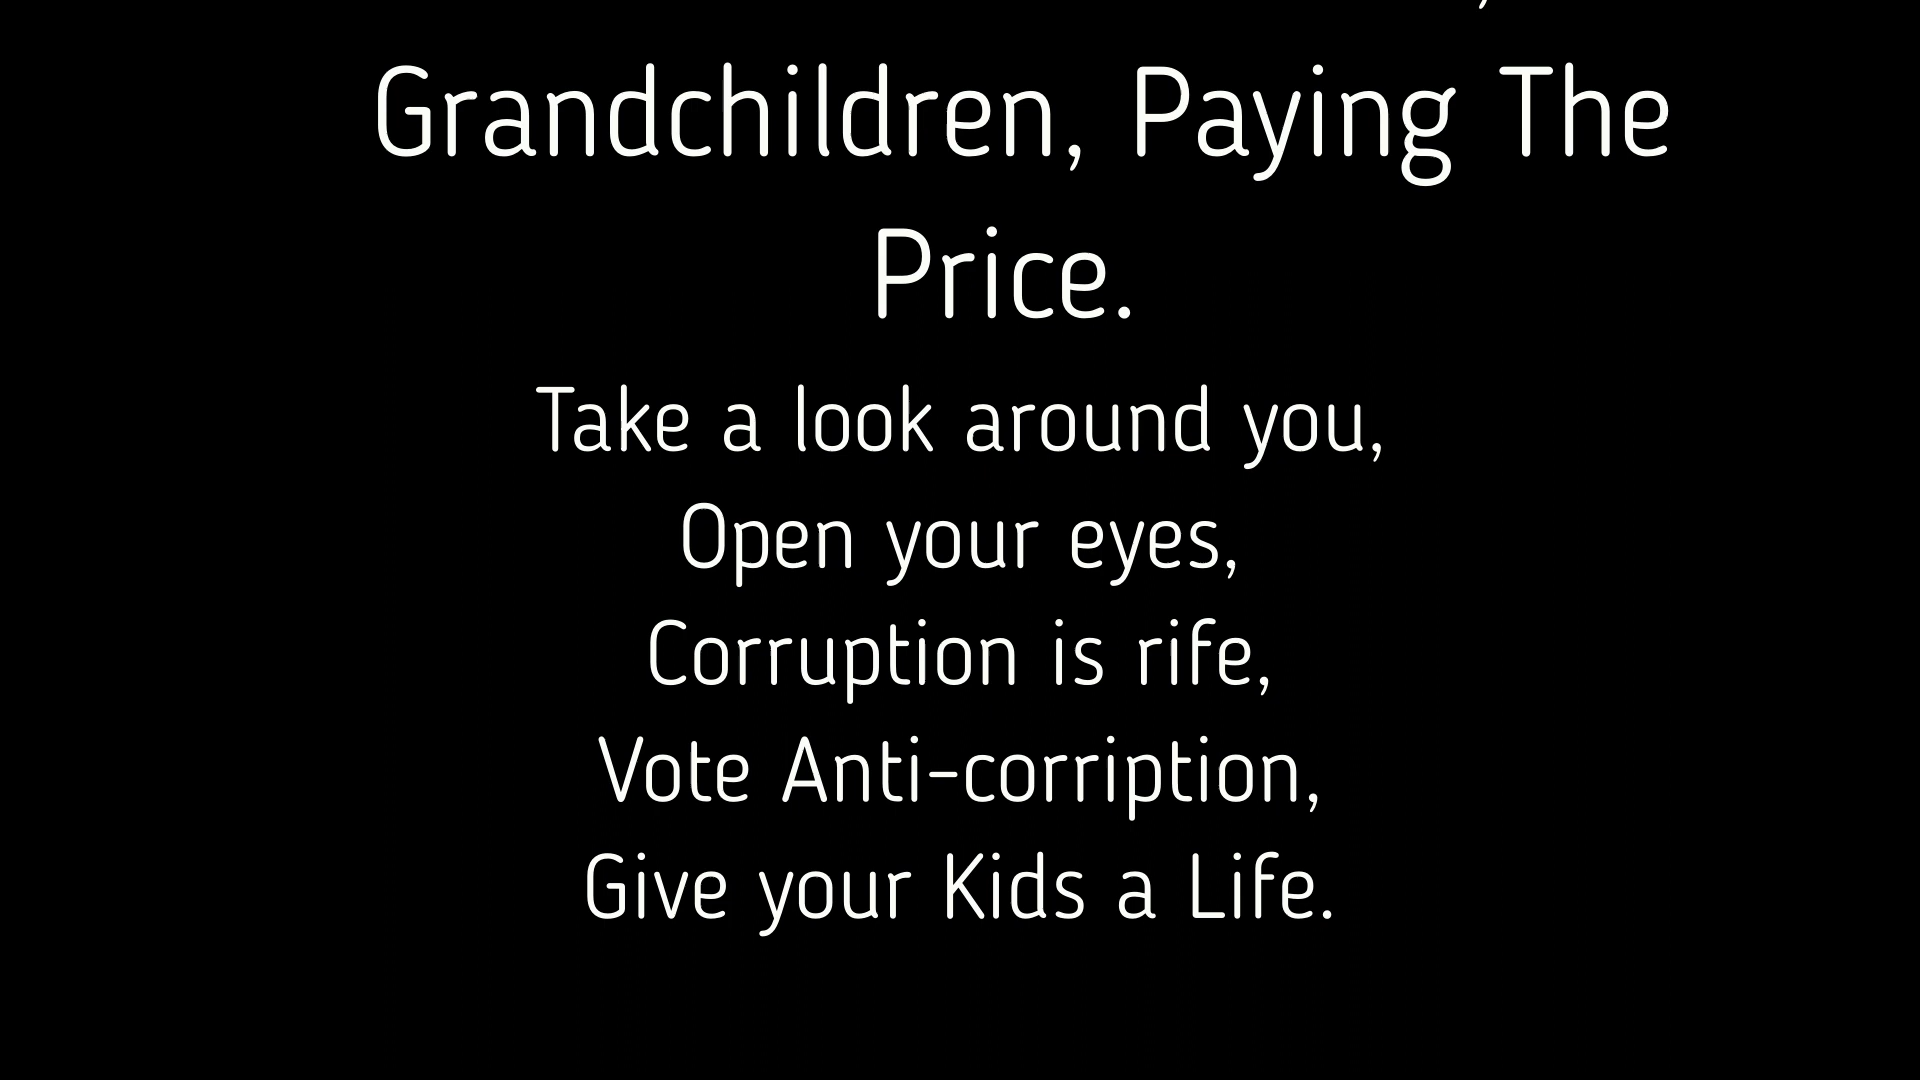 Grandchildren, Paying The
Price.
Take a look around you,
Open your eyes,
Corruption is rife,
Vote Anti-corription,
Give your Kids a Life.